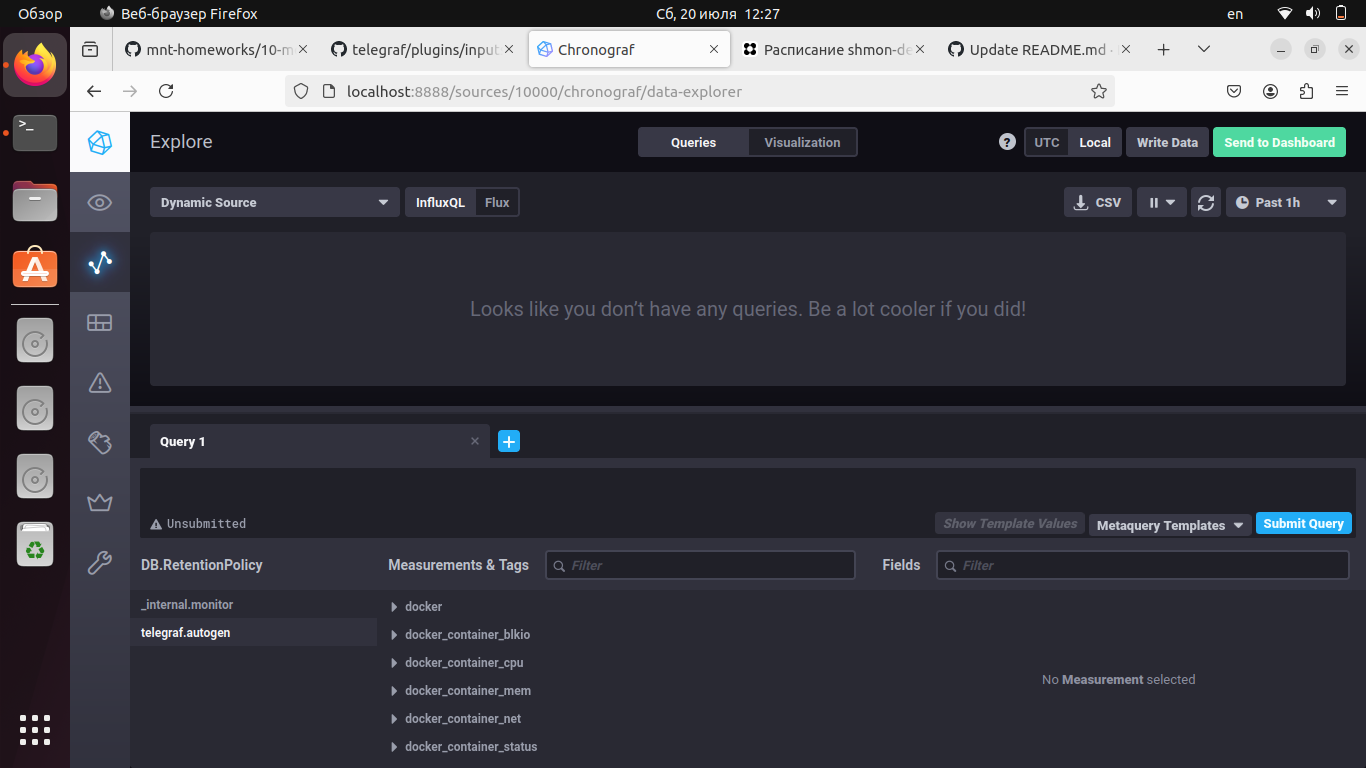 Обзор
Веб-браузер Firefox
Сб, 20 июля 12:27
en
mnt-homeworks/10-m
telegraf/plugins/input
Chronograf
Расписание shmon-de
Update README.md ·
localhost:8888/sources/10000/chronograf/data-explorer
Explore
Queries
Visualization
?
UTC
Local
Write Data
Send to Dashboard
Dynamic Source
InfluxQL
Flux
CSV
Past 1h
Looks like you don’t have any queries. Be a lot cooler if you did!
Query 1
Unsubmitted
Show Template Values
Metaquery Templates
Submit Query
DB.RetentionPolicy
Measurements & Tags
Filter
Fields
Filter
_internal.monitor
telegraf.autogen
docker
docker_container_blkio
docker_container_cpu
docker_container_mem
docker_container_net
docker_container_status
No Measurement selected